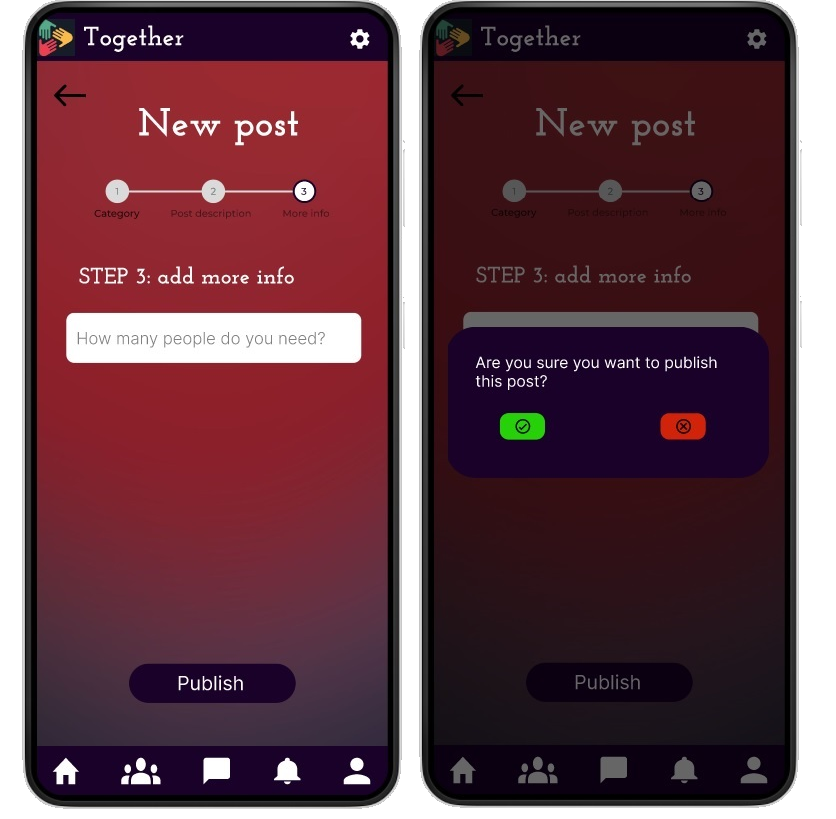 Together
New post
1 2 3
Category Post description More info
STEP 3: add more info
How many people do you need?
Publish
Together
New post
1 2 3
Category Post description More info
STEP 3: add more info
Are you sure you want to publish
this post?
Publish